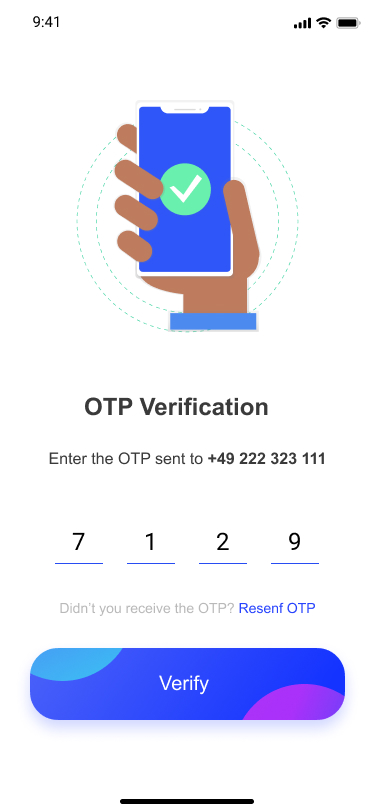 9:41
OTP Verification
Enter the OTP sent to +49 222 323 111
7 1 2 9
Didn't you receive the OTP? Resenf OTP
Verify